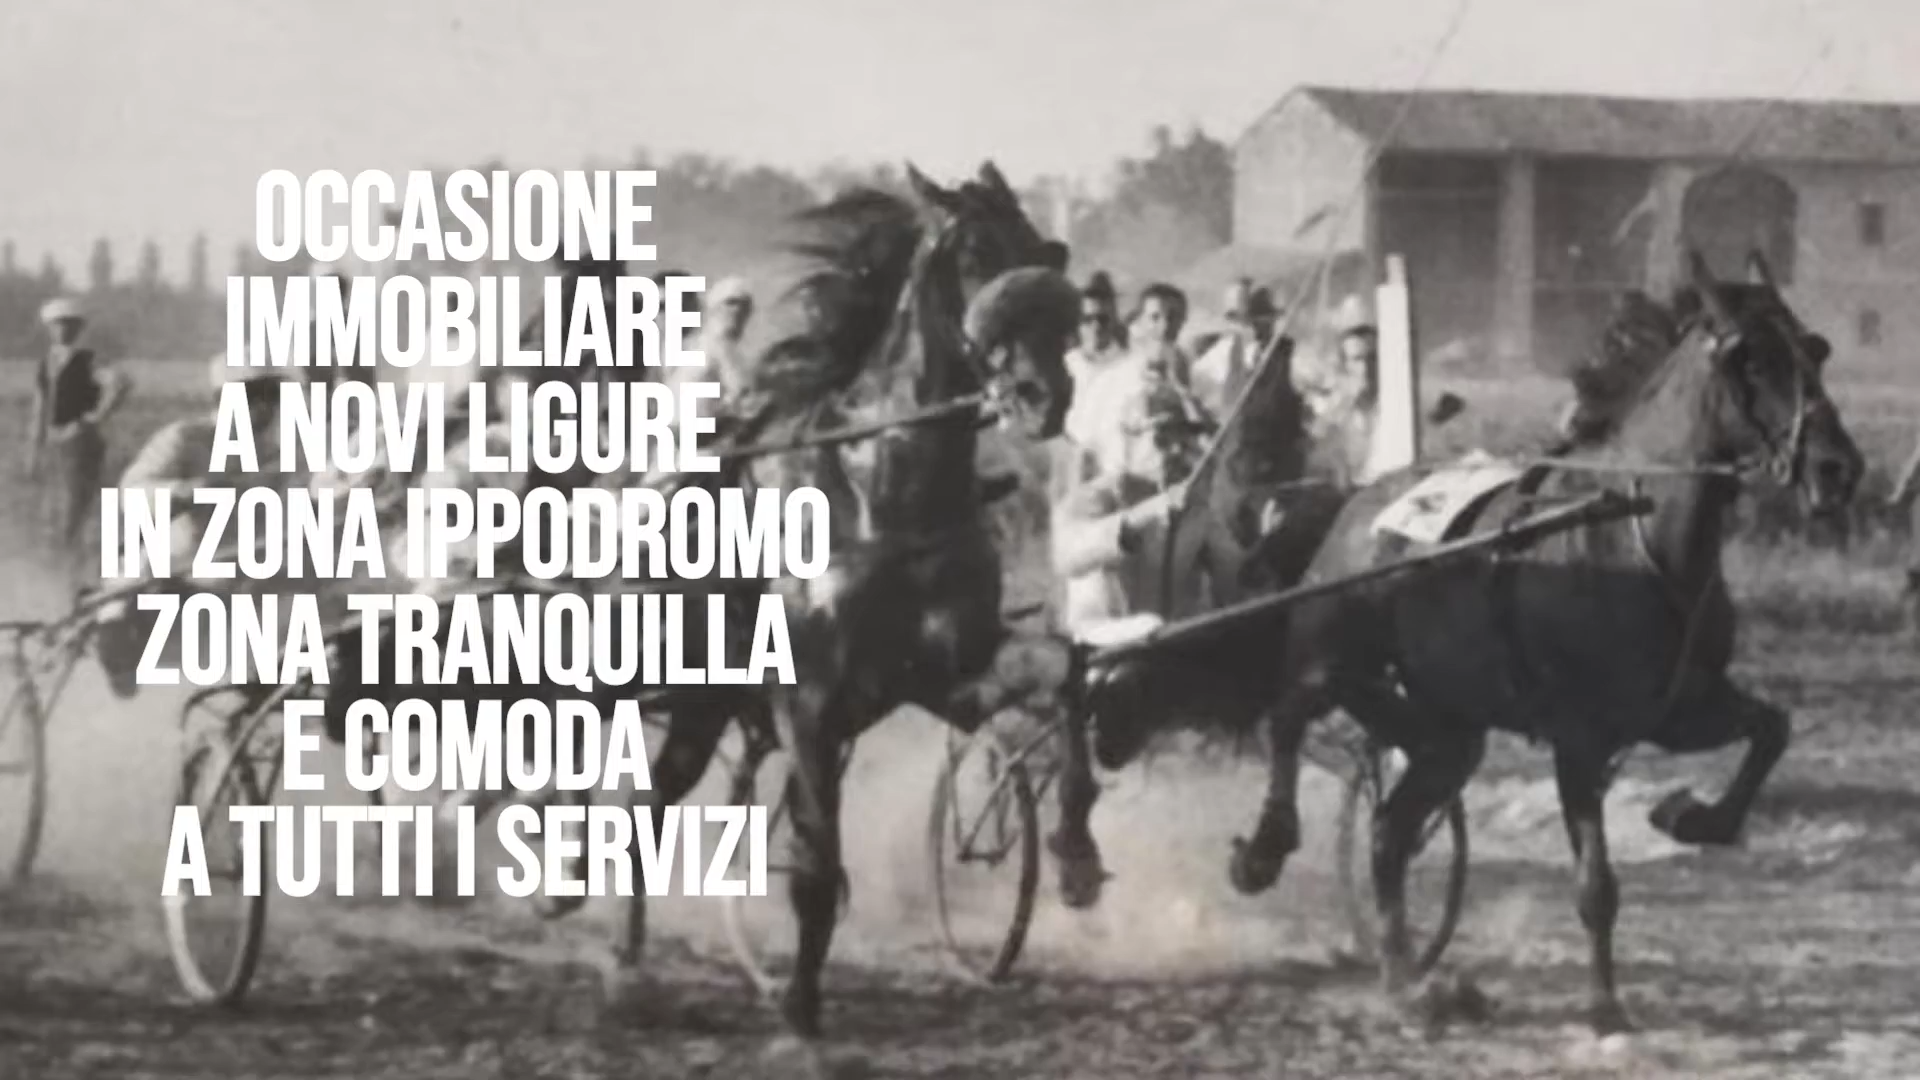 OCCASIONE
IMMOBILIARE
A NOVI LIGURE
IN ZONA IPPODROMO
ZONA TRANQUILLA
E COMODA
A TUTTI I SERVIZI